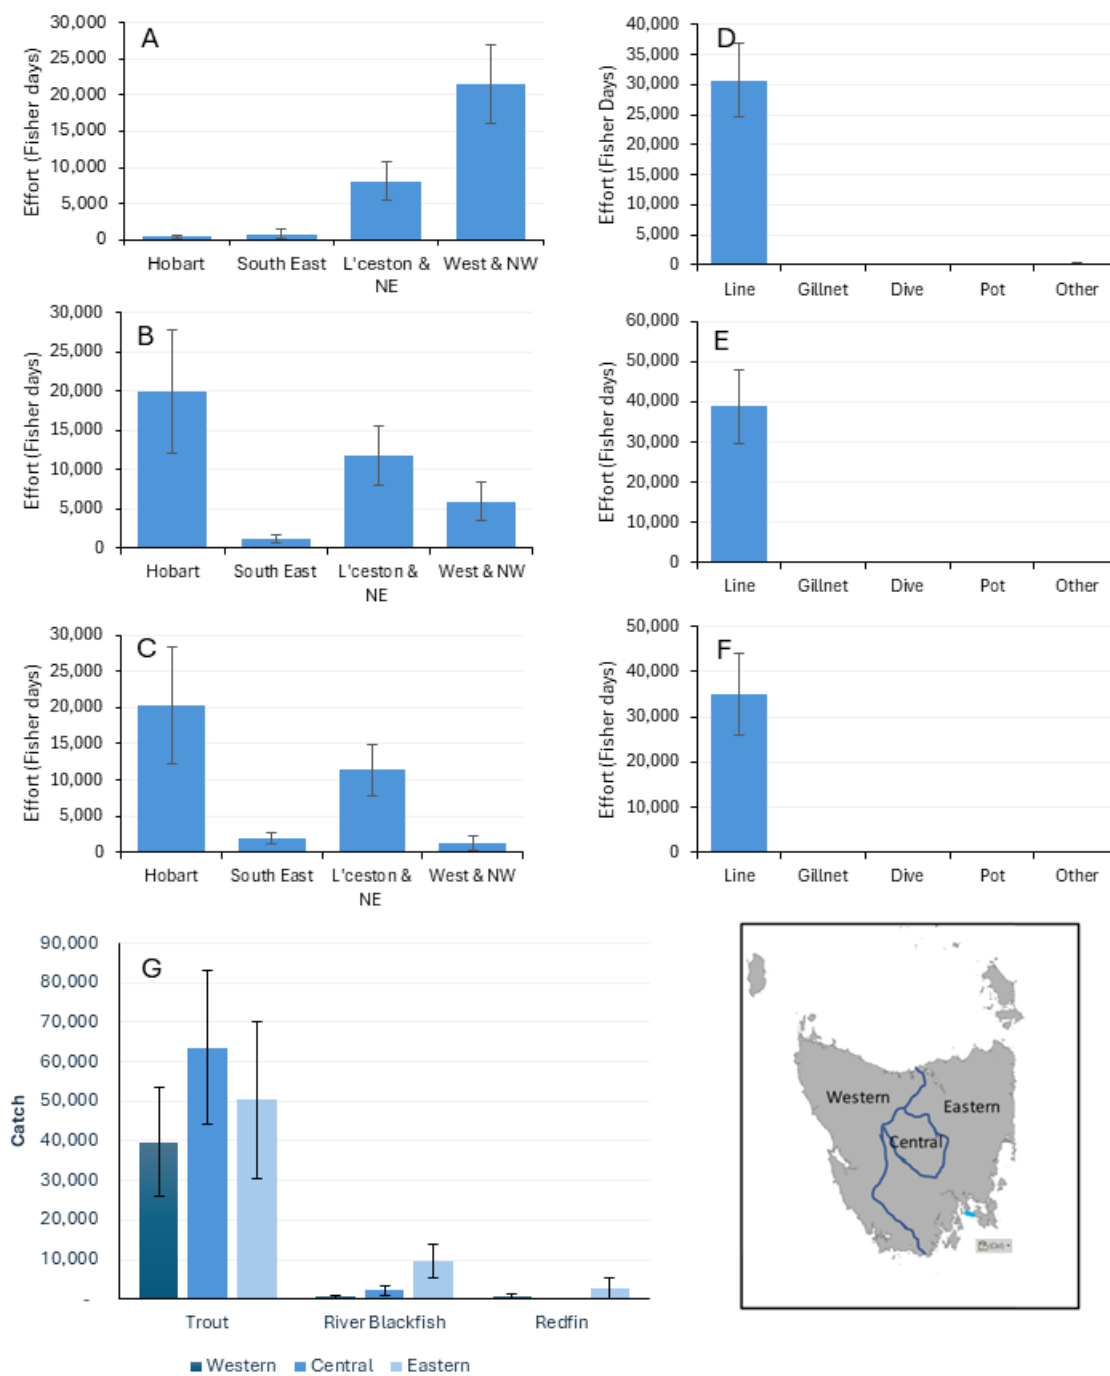 A
Effort (Fisher days)
30,000
25,000
20,000
15,000
10,000
5,000
0
Hobart
South East
L'ceston &
NE
West & NW
D
Effort (Fisher Days)
40,000
35,000
30,000
25,000
20,000
15,000
10,000
5,000
0
Line
Gillnet
Dive
Pot
Other
B
Effort (Fisher days)
30,000
25,000
20,000
15,000
10,000
5,000
0
Hobart
South East
L'ceston &
NE
West & NW
E
EFfort (Fisher days)
60,000
50,000
40,000
30,000
20,000
10,000
0
Line
Gillnet
Dive
Pot
Other
C
Effort (Fisher days)
30,000
25,000
20,000
15,000
10,000
5,000
0
Hobart
South East
L'ceston &
NE
West & NW
F
Effort (Fisher days)
50,000
40,000
30,000
20,000
10,000
0
Line
Gillnet
Dive
Pot
Other
G
Catch
90,000
80,000
70,000
60,000
50,000
40,000
30,000
20,000
10,000
-
Trout
River Blackfish
Redfin
Western
Central
Eastern
Western
Eastern
Central
(Ctrl)